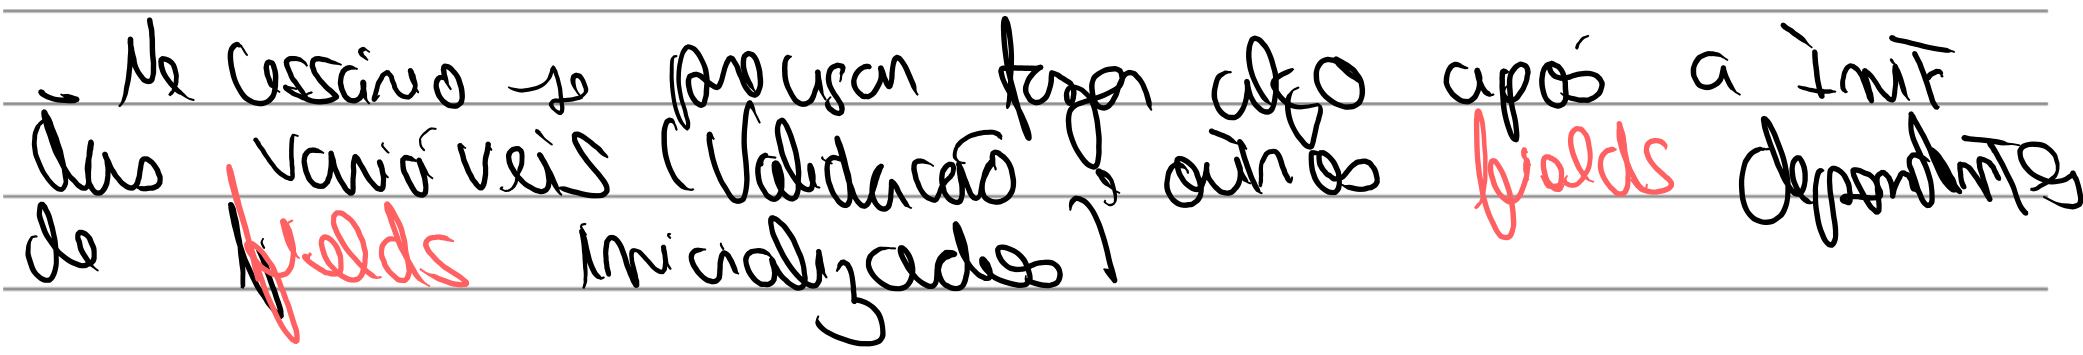 - Necessário se precisar fazer algo após a Init
das variáveis (Validação, outros fields dependentes
de fields inicializados)